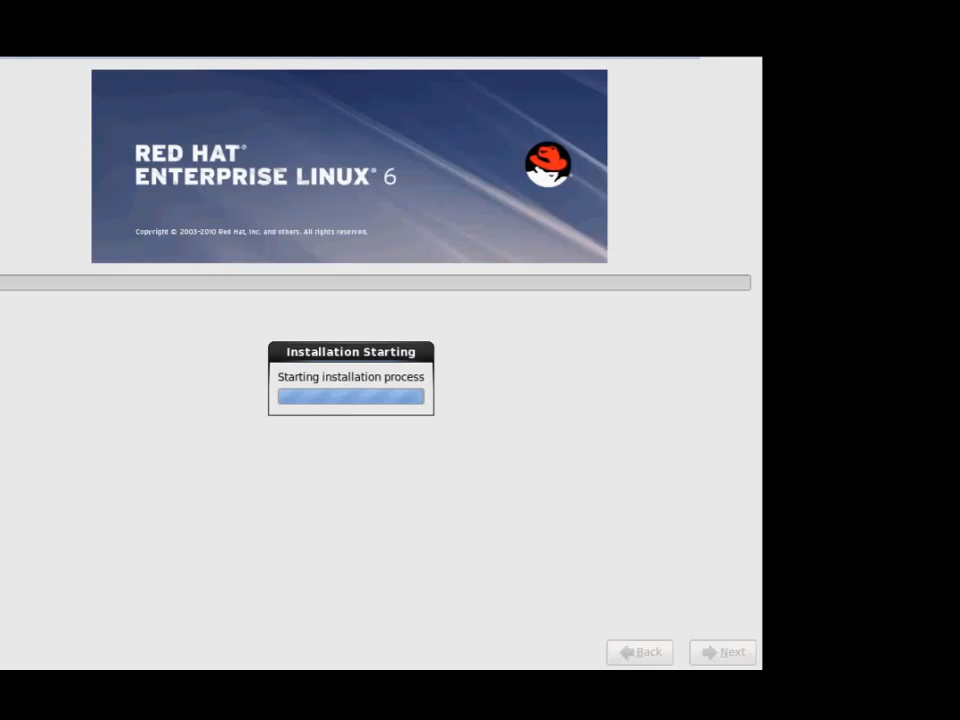 RED HAT®
ENTERPRISE LINUX® 6
Copyright © 2003-2010 Red Hat, Inc. and others. All rights reserved.
Installation Starting
Starting installation process
Back
Next